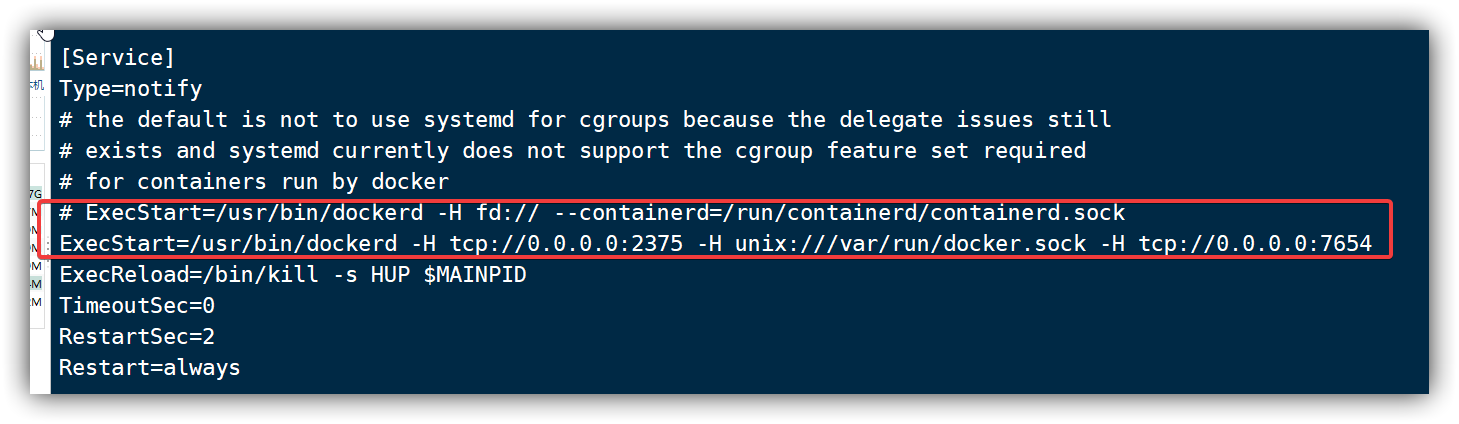 [Service]
Type=notify
# the default is not to use systemd for cgroups because the delegate issues still
# exists and systemd currently does not support the cgroup feature set required
# for containers run by docker
# ExecStart=/usr/bin/dockerd -H fd:// --containerd=/run/containerd/containerd.sock
ExecStart=/usr/bin/dockerd -H tcp://0.0.0.0:2375 -H unix:///var/run/docker.sock -H tcp://0.0.0.0:7654
ExecReload=/bin/kill -s HUP $MAINPID
TimeoutSec=0
RestartSec=2
Restart=always